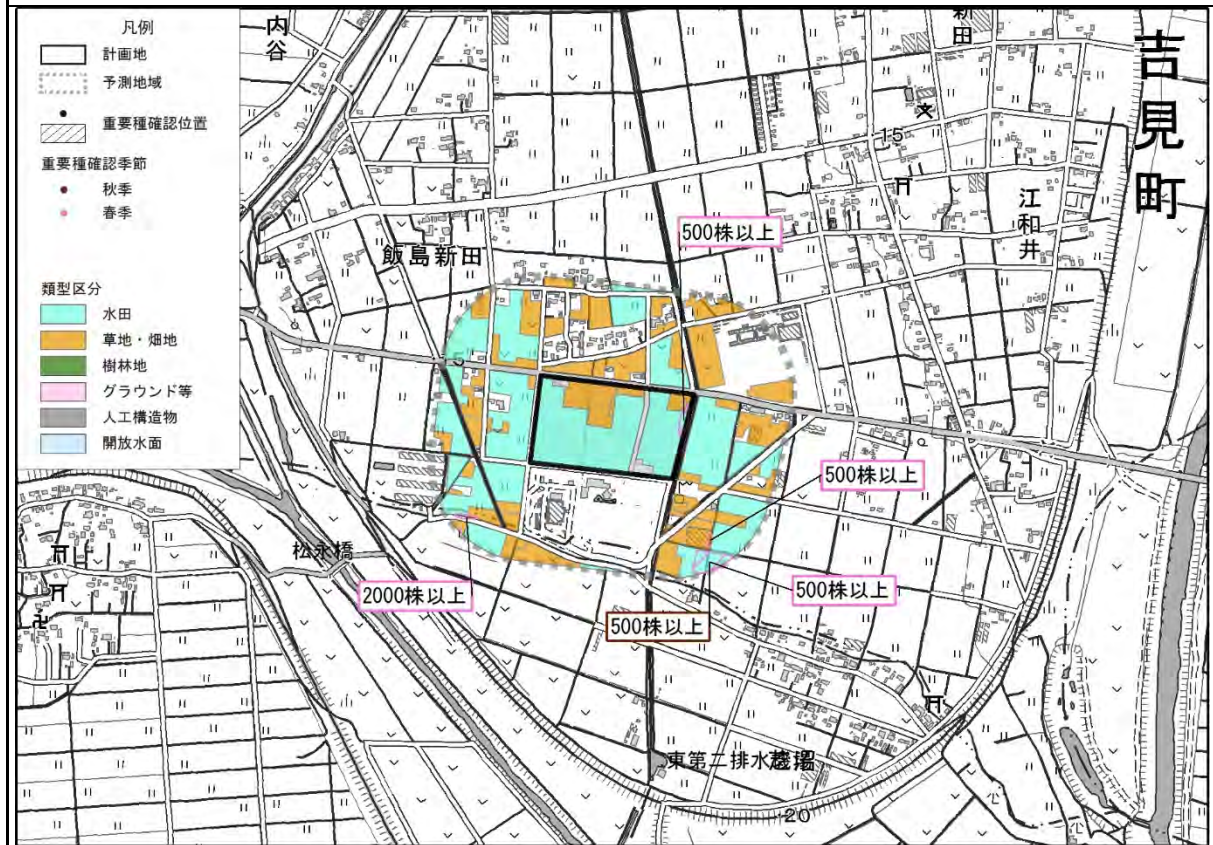 凡例
計画地
予測地域
重要種確認位置
重要種確認季節
秋季
春季
類型区分
水田
草地・畑地
樹林地
グラウンド等
人工構造物
開放水面
内谷
新田
吉見町
15
江和井
飯島新田
500株以上
5
500株以上
松永橋
2000株以上
500株以上
500株以上
東第二排水
20